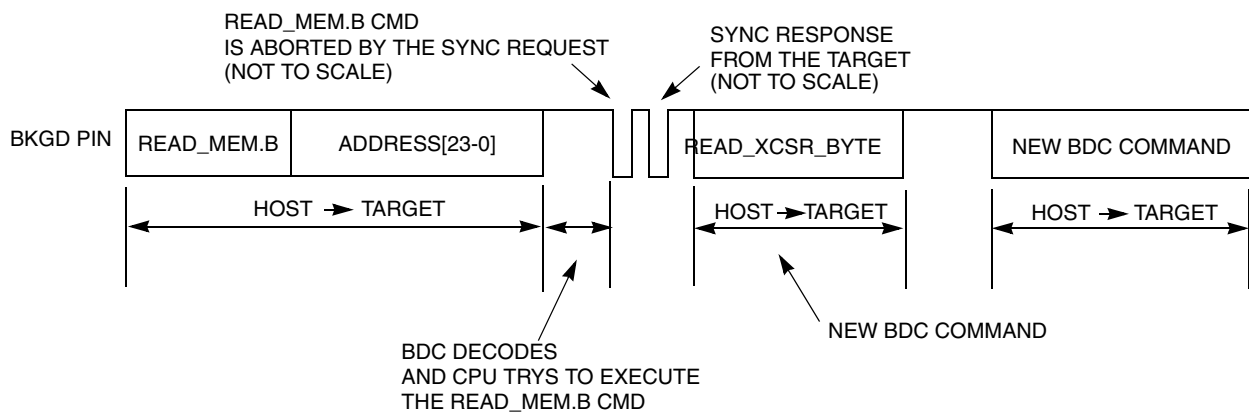 READ_MEM.B CMD
IS ABORTED BY THE SYNC REQUEST
(NOT TO SCALE)
SYNC RESPONSE
FROM THE TARGET
(NOT TO SCALE)
BKGD PIN
READ_MEM.B
ADDRESS[23-0]
READ_XCSR_BYTE
NEW BDC COMMAND
HOST → TARGET
HOST → TARGET
HOST → TARGET
NEW BDC COMMAND
BDC DECODES
AND CPU TRYS TO EXECUTE
THE READ_MEM.B CMD